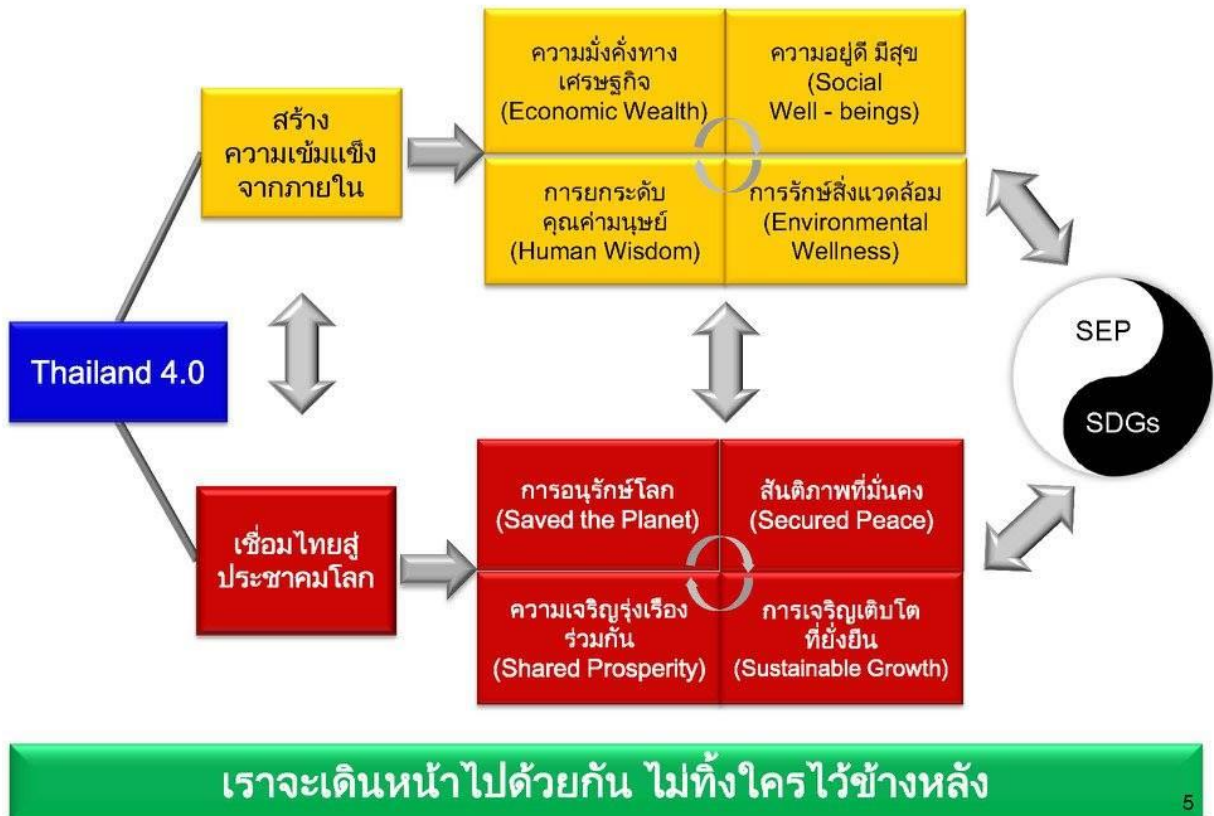 ความมั่งคั่งทาง
เศรษฐกิจ
(Economic Wealth)
ความอยู่ดี มีสุข
(Social
Well - beings)
สร้าง
ความเข้มแข็ง
จากภายใน
การยกระดับ
คุณค่ามนุษย์
(Human Wisdom)
การรักษ์สิ่งแวดล้อม
(Environmental
Wellness)
Thailand 4.0
SEP
SDGs
การอนุรักษ์โลก
(Saved the Planet)
สันติภาพที่มั่นคง
(Secured Peace)
เชื่อมไทยสู่
ประชาคมโลก
ความเจริญรุ่งเรือง
ร่วมกัน
(Shared Prosperity)
การเจริญเติบโต
ที่ยั่งยืน
(Sustainable Growth)
เราจะเดินหน้าไปด้วยกัน ไม่ทิ้งใครไว้ข้างหลัง
5